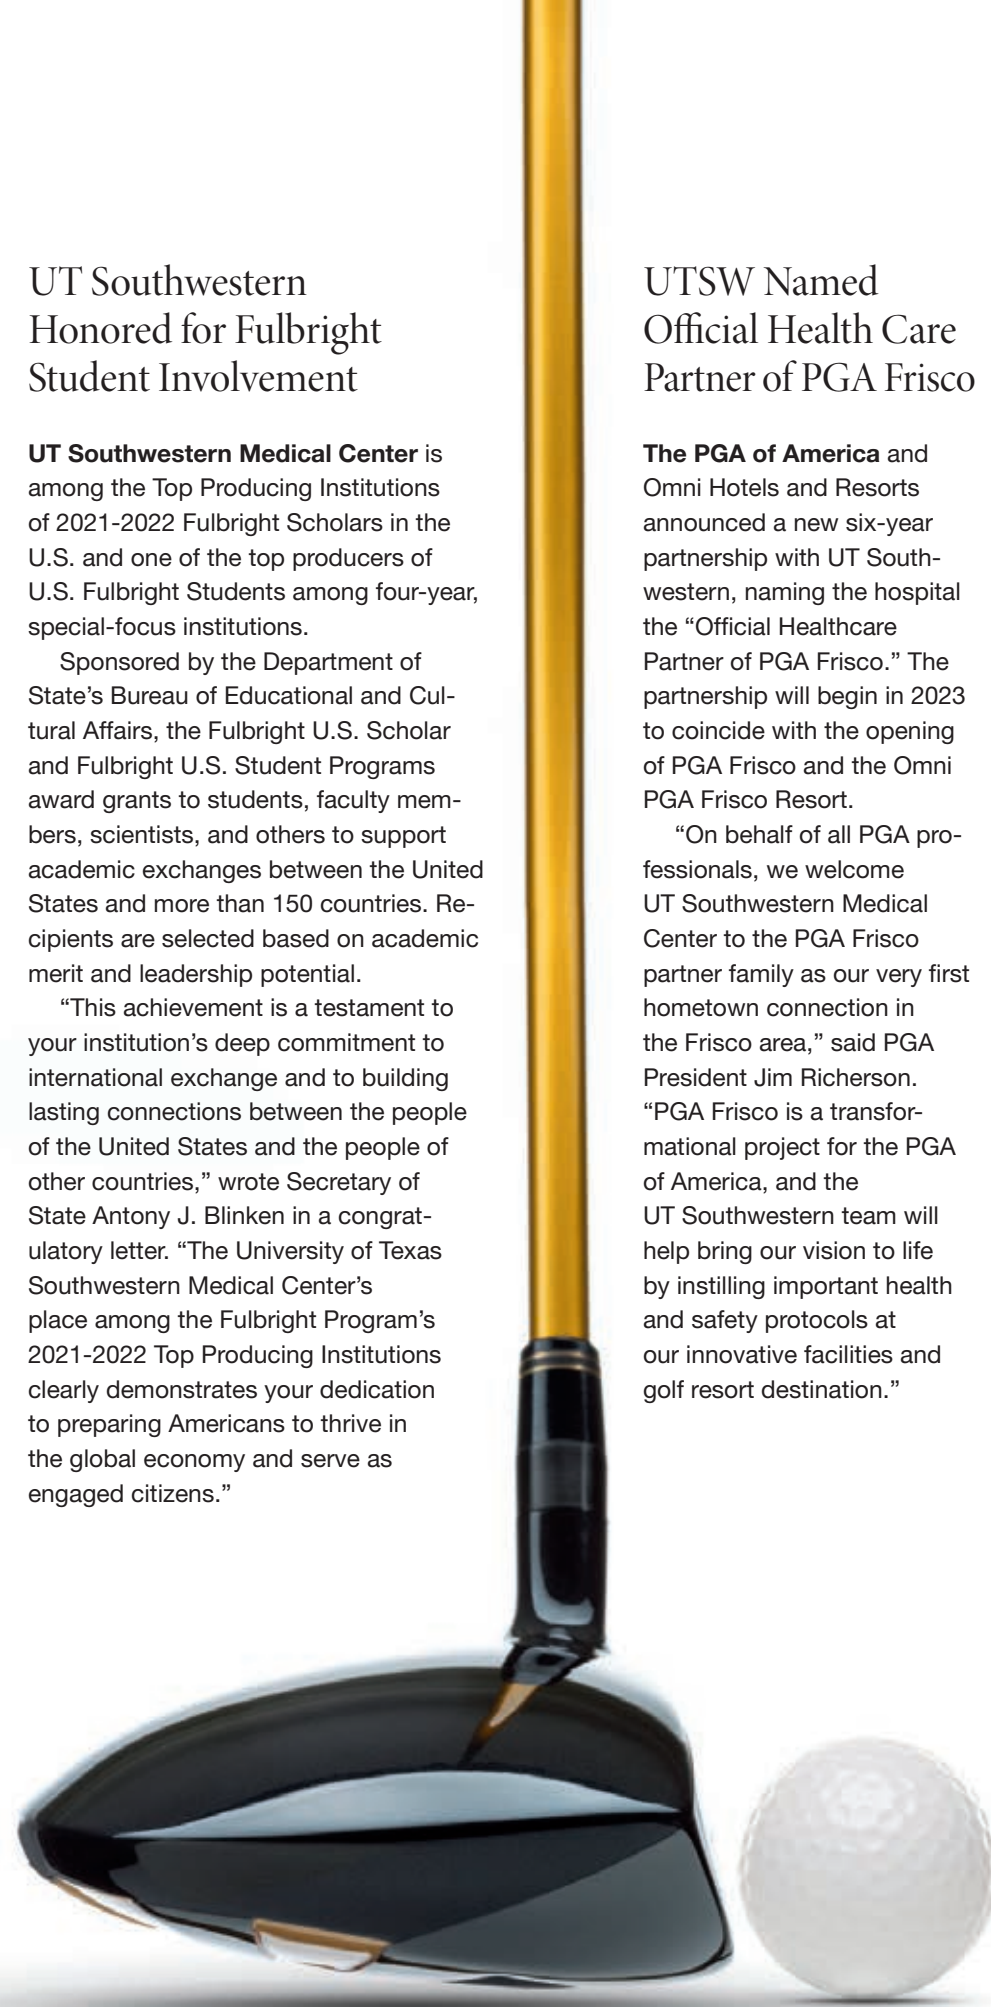 UT Southwestern
Honored for Fulbright
Student Involvement
UT Southwestern Medical Center is
among the Top Producing Institutions
of 2021-2022 Fulbright Scholars in the
U.S. and one of the top producers of
U.S. Fulbright Students among four-year,
special-focus institutions.
Sponsored by the Department of
State’s Bureau of Educational and Cul-
tural Affairs, the Fulbright U.S. Scholar
and Fulbright U.S. Student Programs
award grants to students, faculty mem-
bers, scientists, and others to support
academic exchanges between the United
States and more than 150 countries. Re-
cipients are selected based on academic
merit and leadership potential.
“This achievement is a testament to
your institution’s deep commitment to
international exchange and to building
lasting connections between the people
of the United States and the people of
other countries,” wrote Secretary of
State Antony J. Blinken in a congrat-
ulatory letter. “The University of Texas
Southwestern Medical Center’s
place among the Fulbright Program’s
2021-2022 Top Producing Institutions
clearly demonstrates your dedication
to preparing Americans to thrive in
the global economy and serve as
engaged citizens.”
UTSW Named
Official Health Care
Partner of PGA Frisco
The PGA of America and
Omni Hotels and Resorts
announced a new six-year
partnership with UT South-
western, naming the hospital
the “Official Healthcare
Partner of PGA Frisco.” The
partnership will begin in 2023
to coincide with the opening
of PGA Frisco and the Omni
PGA Frisco Resort.
“On behalf of all PGA pro-
fessionals, we welcome
UT Southwestern Medical
Center to the PGA Frisco
partner family as our very first
hometown connection in
the Frisco area,” said PGA
President Jim Richerson.
“PGA Frisco is a transfor-
mational project for the PGA
of America, and the
UT Southwestern team will
help bring our vision to life
by instilling important health
and safety protocols at
our innovative facilities and
golf resort destination.”